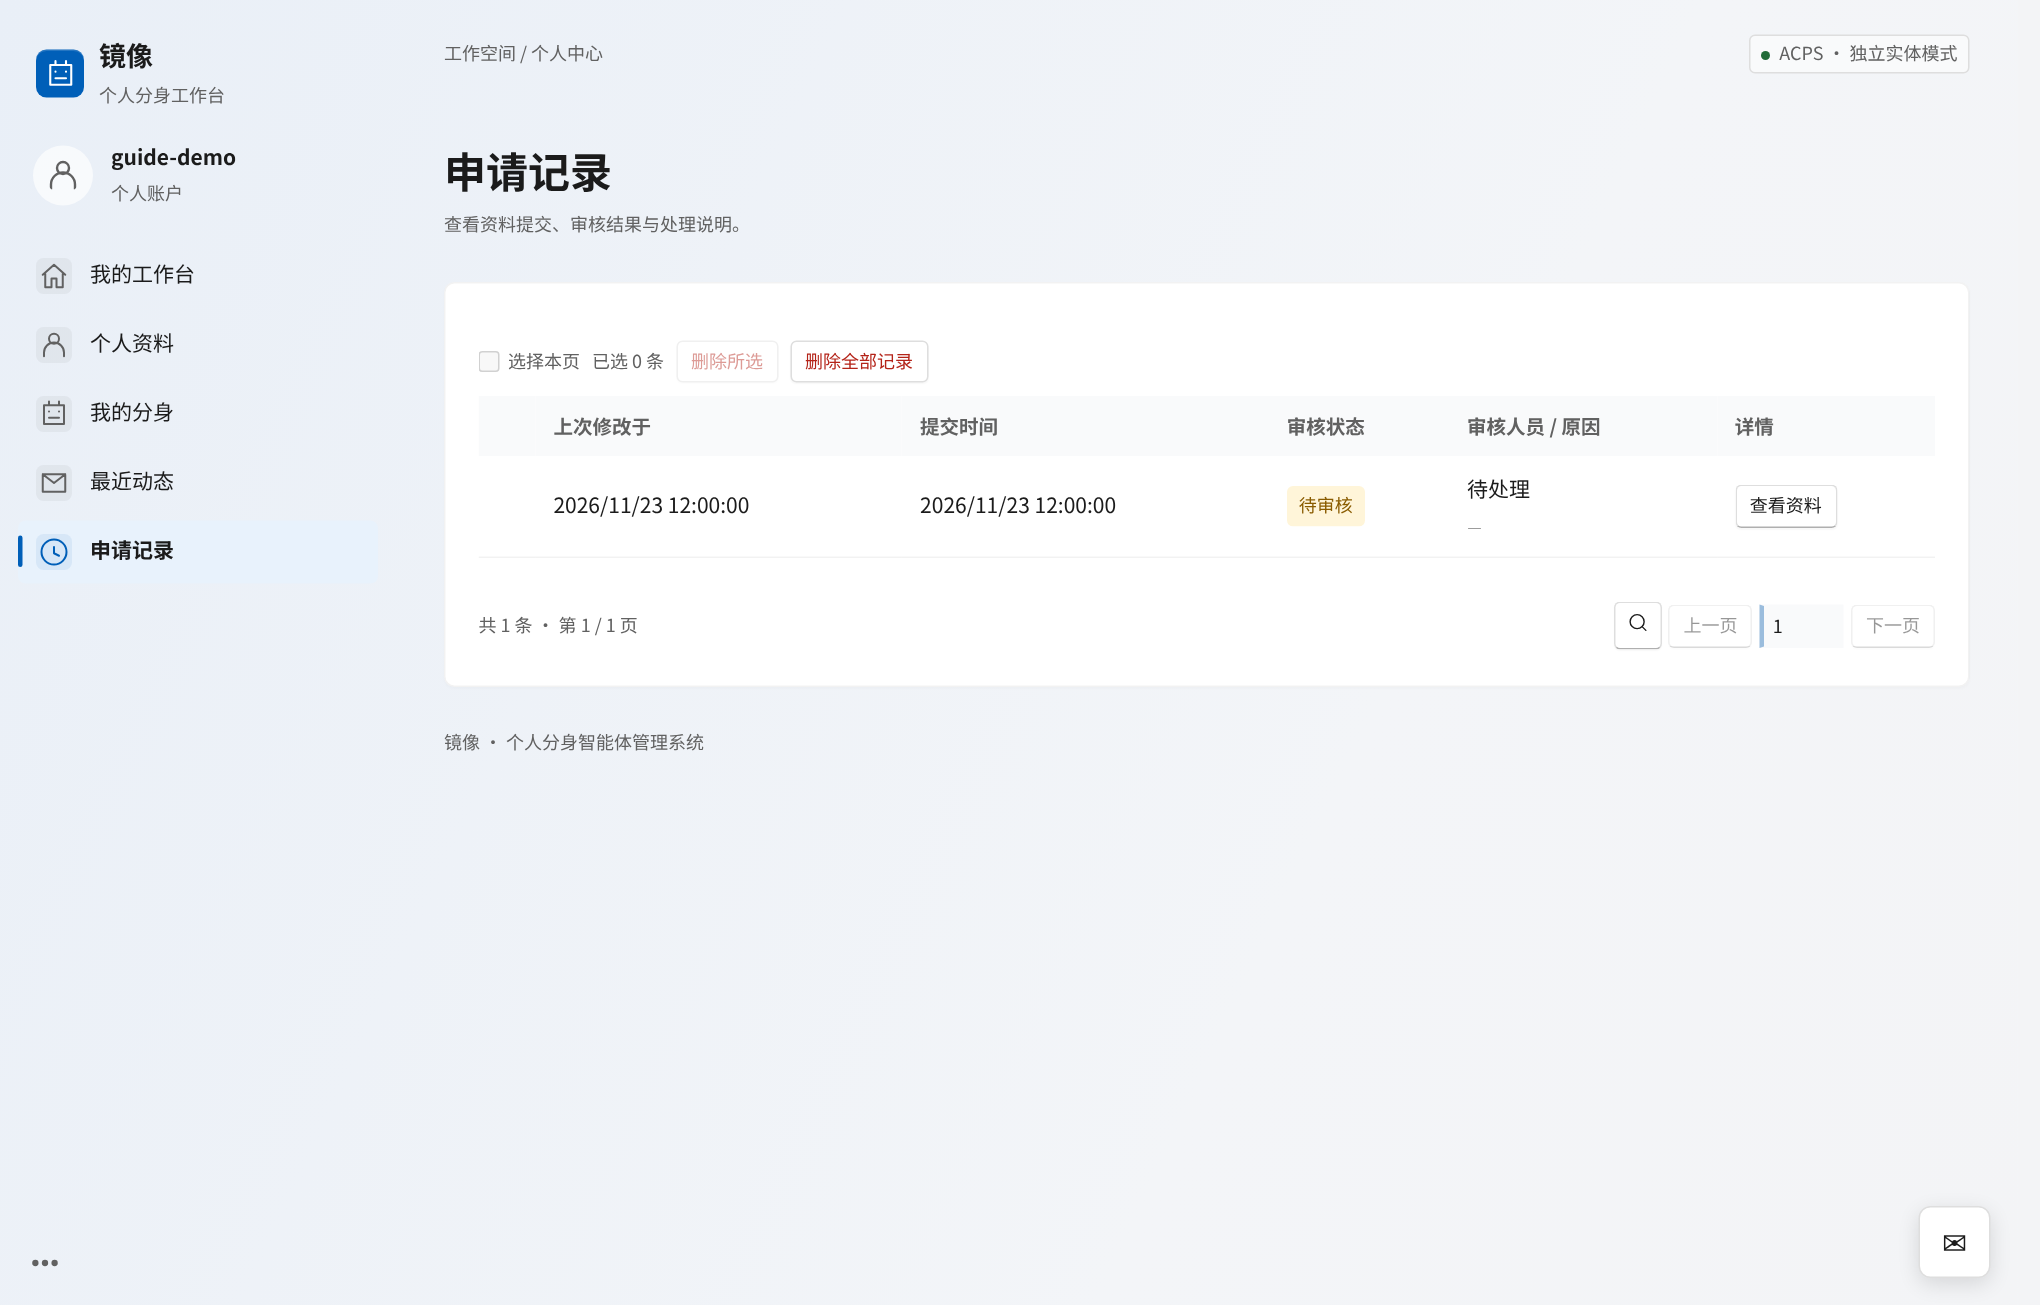 镜像
个人分身工作台
guide-demo
个人账户
我的工作台
个人资料
我的分身
最近动态
申请记录
工作空间 / 个人中心
ACPS · 独立实体模式
申请记录
查看资料提交、审核结果与处理说明。
选择本页 已选 0 条 删除所选 删除全部记录
上次修改于 提交时间 审核状态 审核人员 / 原因 详情
2026/11/23 12:00:00 2026/11/23 12:00:00 待审核 待处理 查看资料
—
共 1 条 · 第 1 / 1 页 上一页 1 下一页
镜像 · 个人分身智能体管理系统